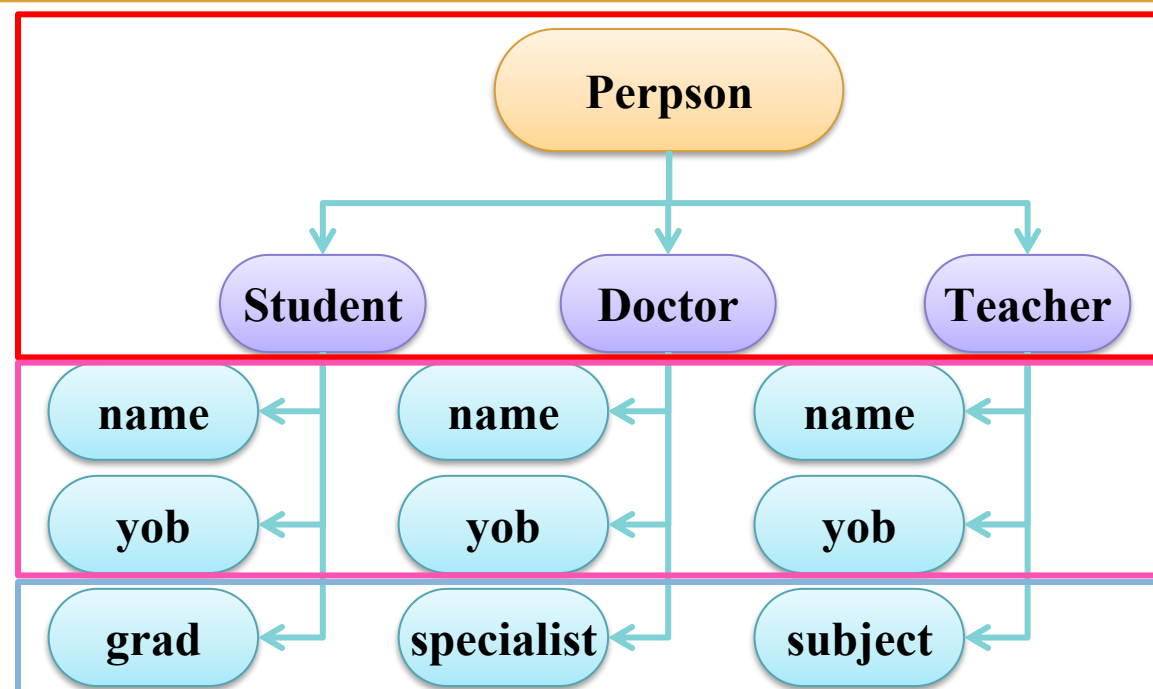 Perpson
Student Doctor Teacher
name name name
yob yob yob
grad specialist subject